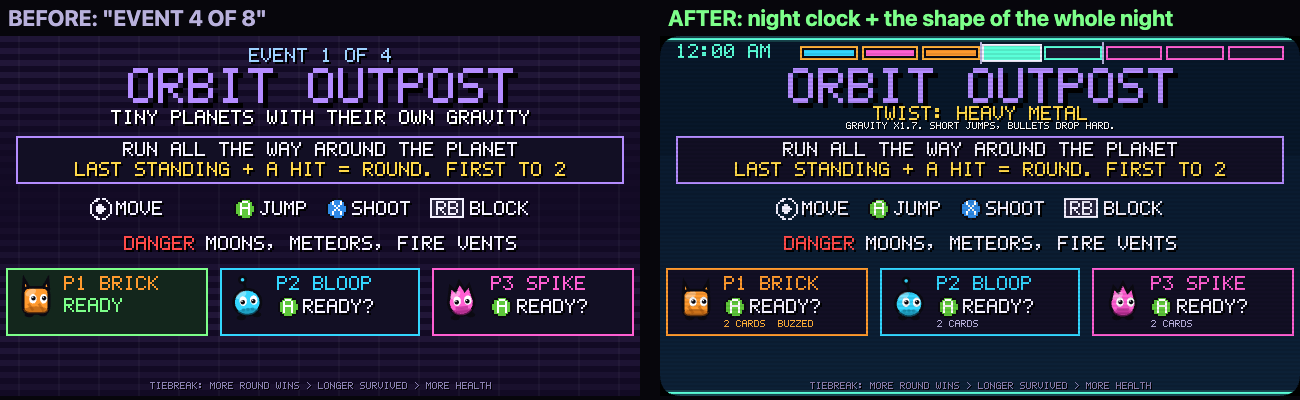 BEFORE: "EVENT 4 OF 8"
EVENT 1 OF 4
ORBIT OUTPOST
TINY PLANETS WITH THEIR OWN GRAVITY
RUN ALL THE WAY AROUND THE PLANET
LAST STANDING + A HIT = ROUND. FIRST TO 2
MOVE A JUMP X SHOOT RB BLOCK
DANGER MOONS, METEORS, FIRE VENTS
P1 BRICK
READY
P2 BLOOP
A READY?
P3 SPIKE
A READY?
TIEBREAK: MORE ROUND WINS > LONGER SURVIVED > MORE HEALTH
AFTER: night clock + the shape of the whole night
12:00 AM
ORBIT OUTPOST
TWIST: HEAVY METAL
GRAVITY X1.7. SHORT JUMPS, BULLETS DROP HARD.
RUN ALL THE WAY AROUND THE PLANET
LAST STANDING + A HIT = ROUND. FIRST TO 2
MOVE A JUMP X SHOOT RB BLOCK
DANGER MOONS, METEORS, FIRE VENTS
P1 BRICK
A READY?
2 CARDS BUZZED
P2 BLOOP
A READY?
2 CARDS
P3 SPIKE
A READY?
2 CARDS
TIEBREAK: MORE ROUND WINS > LONGER SURVIVED > MORE HEALTH